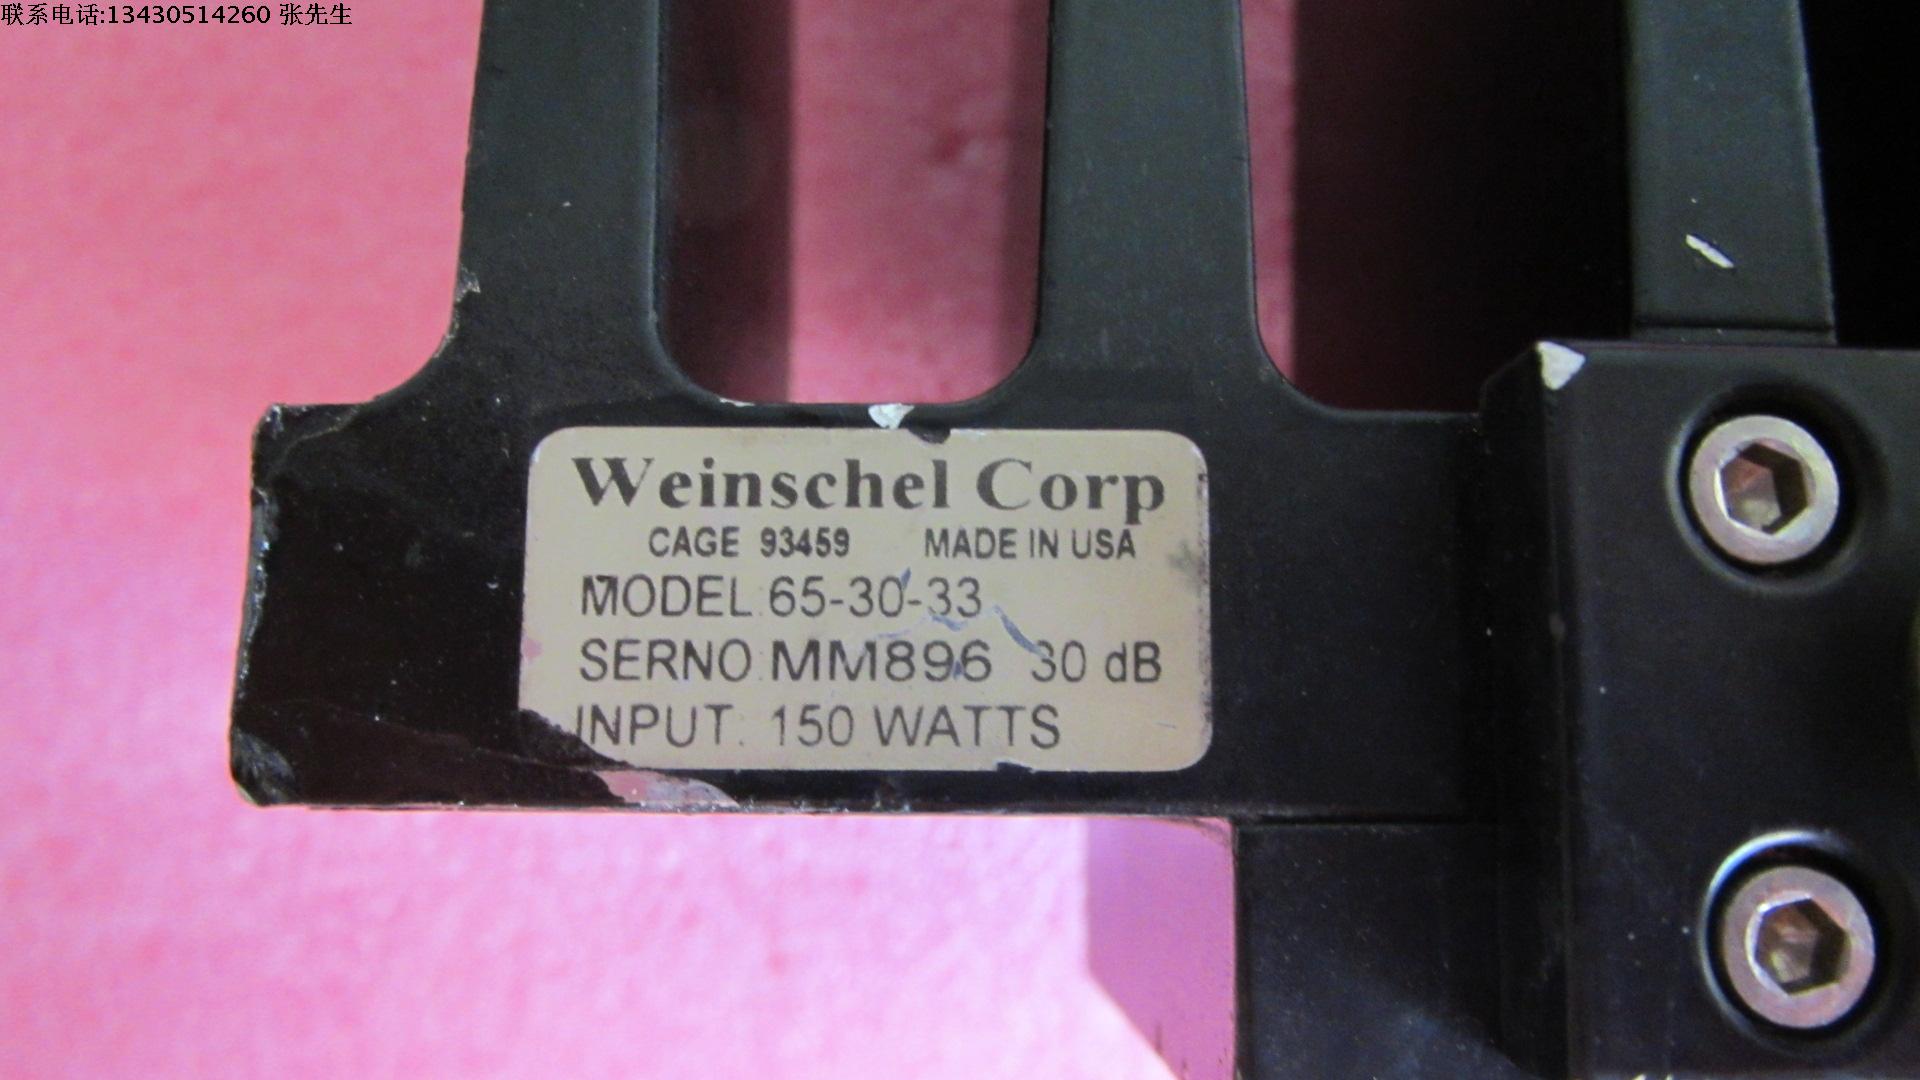 联系电话:13430514260 张先生
Weinschel Corp
CAGE 93459 MADE IN USA
MODEL: 65-30-33
SERNO: MM896 30 dB
INPUT: 150 WATTS